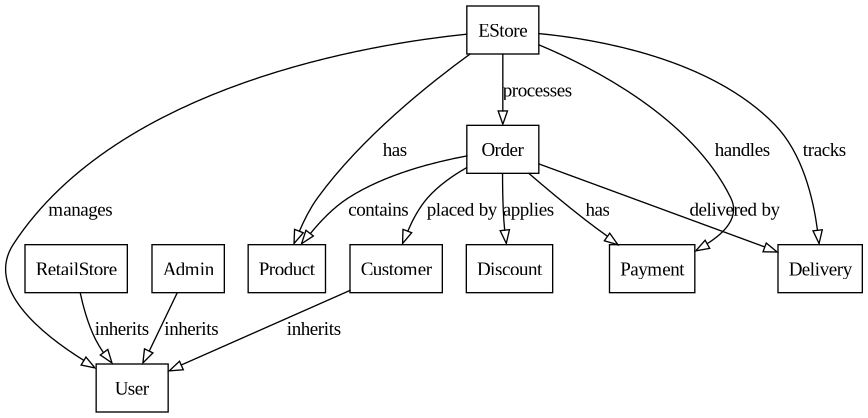 EStore
processes
Order
has
handles
tracks
manages
contains
placed by
applies
has
delivered by
RetailStore
Admin
Product
Customer
Discount
Payment
Delivery
inherits
inherits
inherits
User